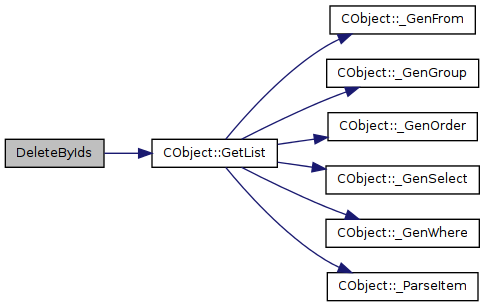 DeleteByIds
CObject::GetList
CObject::_GenFrom
CObject::_GenGroup
CObject::_GenOrder
CObject::_GenSelect
CObject::_GenWhere
CObject::_ParseItem